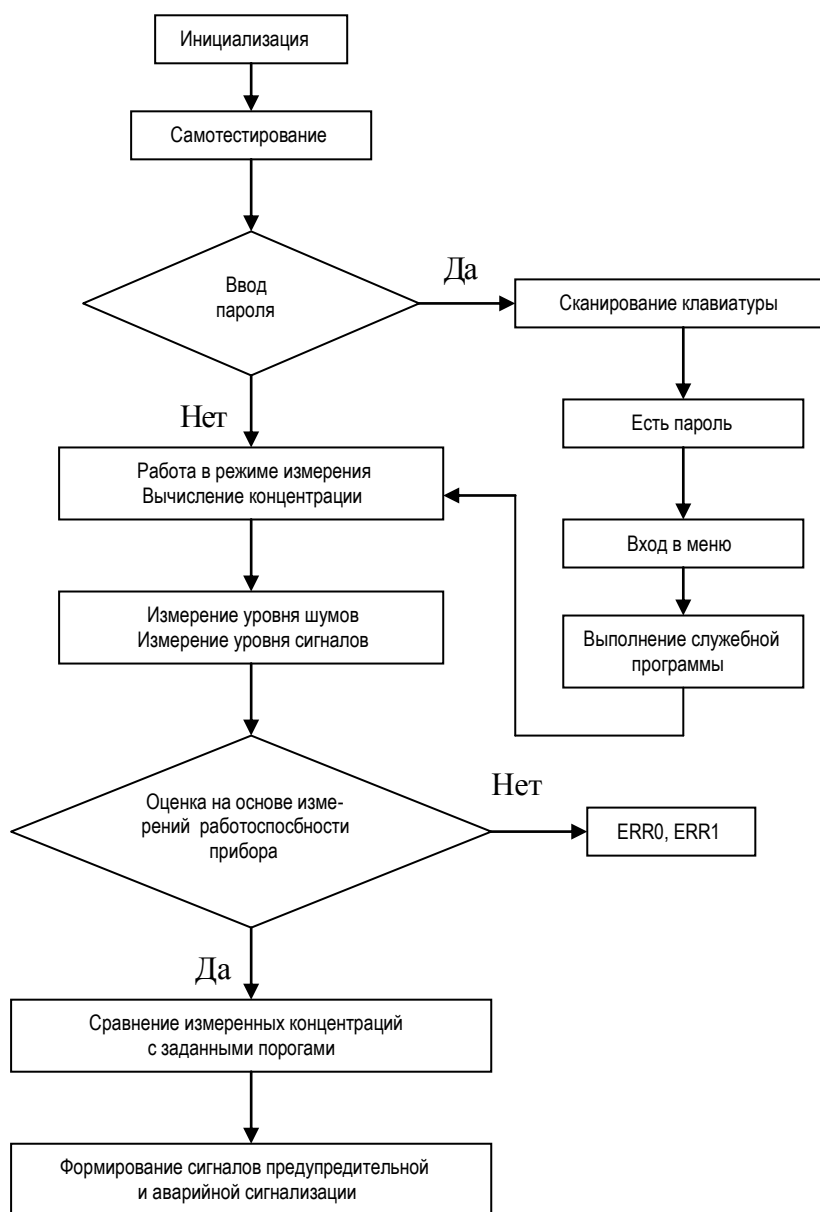 Инициализация
Самотестирование
Ввод
пароля
Да
Сканирование клавиатуры
Есть пароль
Вход в меню
Выполнение служебной
программы
Нет
Работа в режиме измерения
Вычисление концентрации
Измерение уровня шумов
Измерение уровня сигналов
Оценка на основе изме-
рений работоспосбности
прибора
Нет
ERR0, ERR1
Да
Сравнение измеренных концентраций
с заданными порогами
Формирование сигналов предупредительной
и аварийной сигнализации